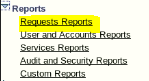 Reports
Requests Reports
User and Accounts Reports
Services Reports
Audit and Security Reports
Custom Reports